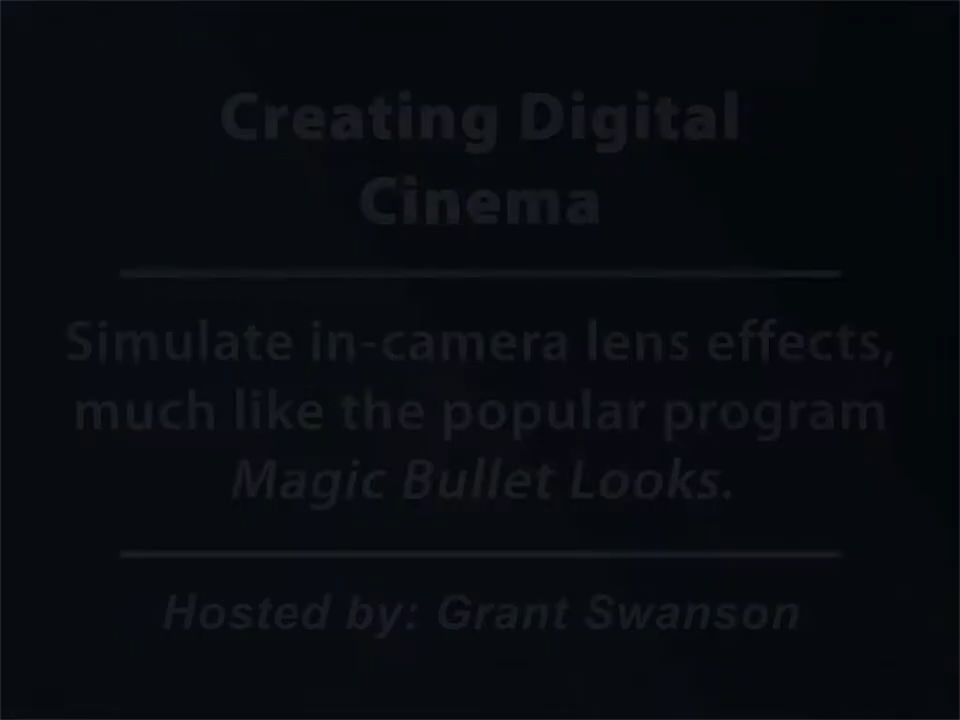 Creating Digital
Cinema
Simulate in-camera lens effects,
much like the popular program
Magic Bullet Looks.
Hosted by: Grant Swanson